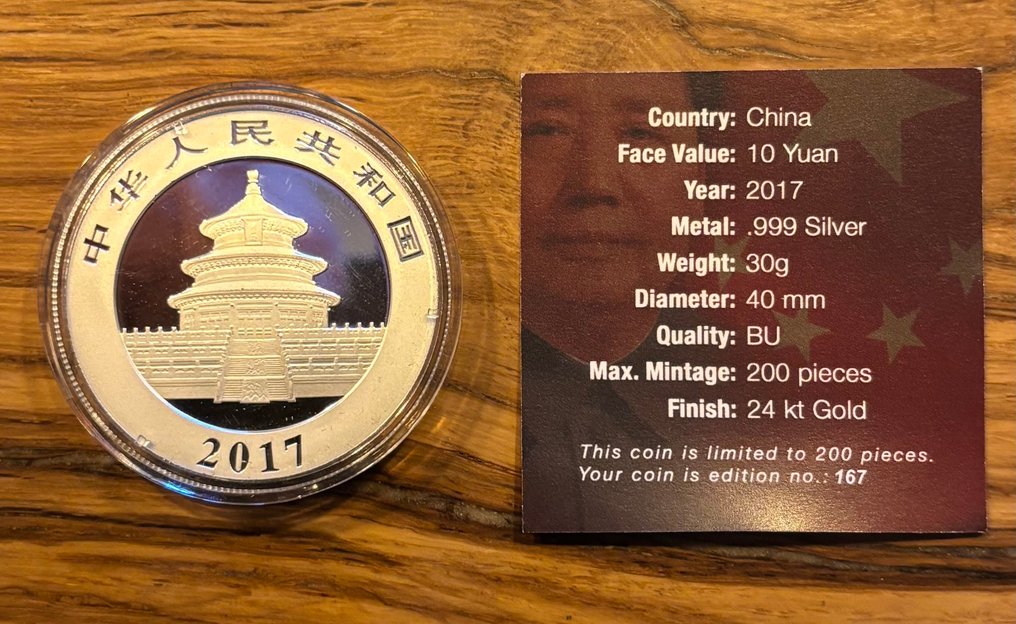 中华人民共和国
2017
Country: China
Face Value: 10 Yuan
Year: 2017
Metal: .999 Silver
Weight: 30g
Diameter: 40 mm
Quality: BU
Max. Mintage: 200 pieces
Finish: 24 kt Gold
This coin is limited to 200 pieces.
Your coin is edition no.: 167